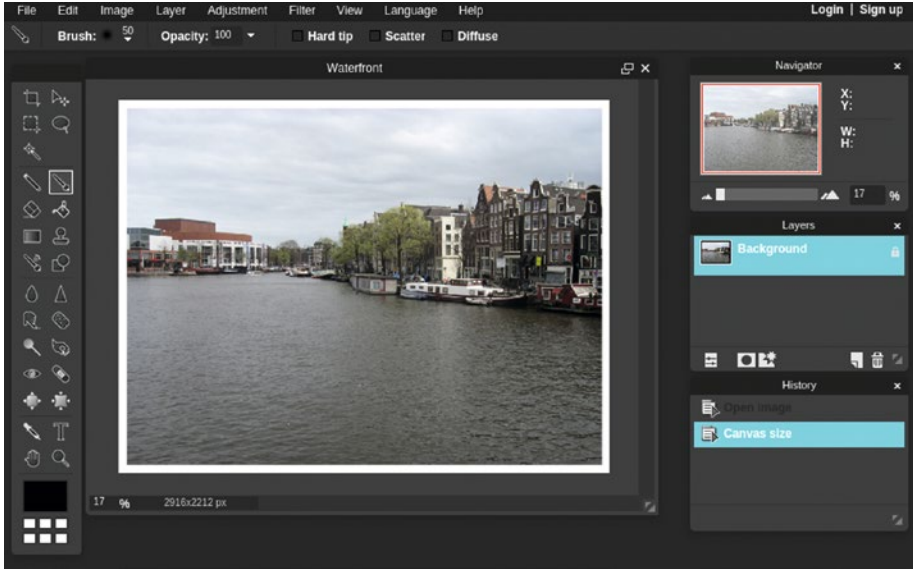 File Edit Image Layer Adjustment Filter View Language Help Login | Sign up
Brush: 50 Opacity: 100 Hard tip Scatter Diffuse
Waterfront
Navigator
X:
Y:
W:
H:
17 %
Layers
Background
History
Open image
Canvas size
17 % 2916x2212 px